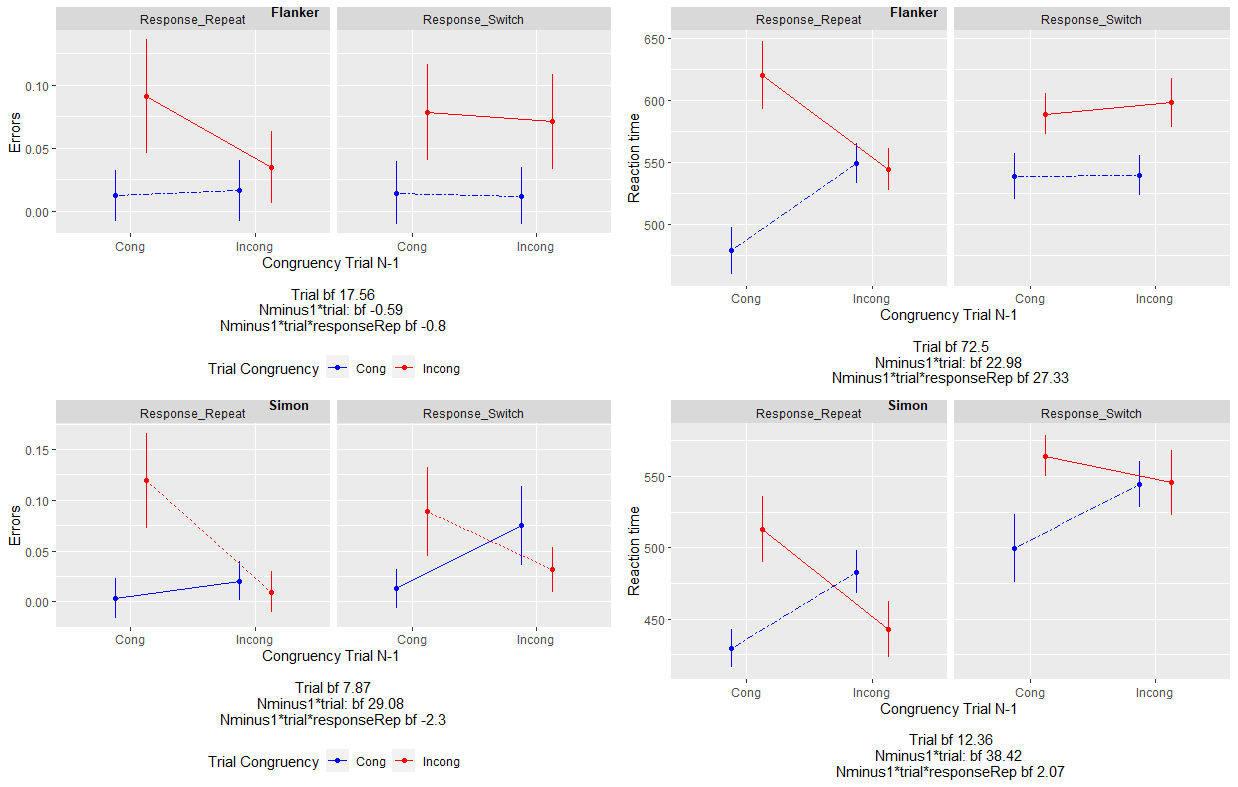 Flanker
Response_Repeat
Response_Switch
Errors
0.10
0.05
0.00
Cong
Incong
Cong
Incong
Congruency Trial N-1
Trial bf 17.56
Nminus1*trial: bf -0.59
Nminus1*trial*responseRep bf -0.8
Trial Congruency Cong Incong
Flanker
Response_Repeat
Response_Switch
Reaction time
650
600
550
500
Cong
Incong
Cong
Incong
Congruency Trial N-1
Trial bf 72.5
Nminus1*trial: bf 22.98
Nminus1*trial*responseRep bf 27.33
Simon
Response_Repeat
Response_Switch
Errors
0.15
0.10
0.05
0.00
Cong
Incong
Cong
Incong
Congruency Trial N-1
Trial bf 7.87
Nminus1*trial: bf 29.08
Nminus1*trial*responseRep bf -2.3
Trial Congruency Cong Incong
Simon
Response_Repeat
Response_Switch
Reaction time
550
500
450
Cong
Incong
Cong
Incong
Congruency Trial N-1
Trial bf 12.36
Nminus1*trial: bf 38.42
Nminus1*trial*responseRep bf 2.07